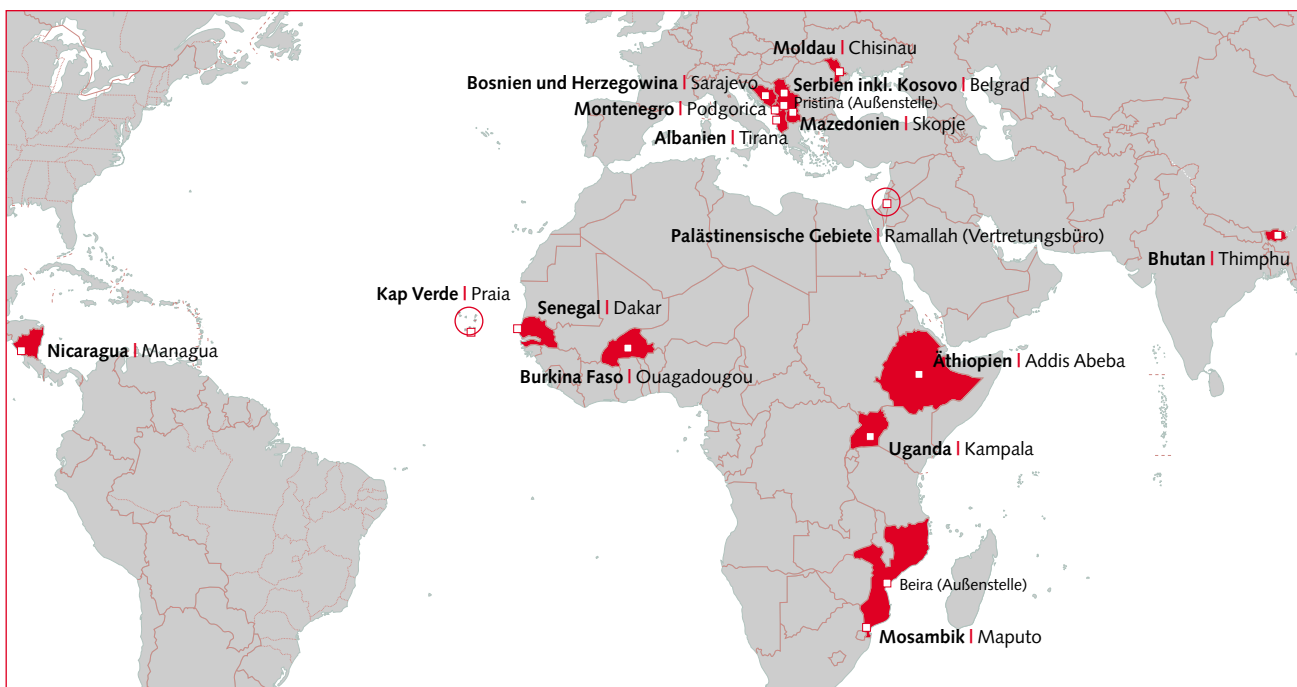 Moldau | Chisinau
Bosnien und Herzegowina | Sarajevo
Serbien inkl. Kosovo | Belgrad
Montenegro | Podgorica
Priština (Außenstelle)
Mazedonien | Skopje
Albanien | Tirana
Palästinensische Gebiete | Ramallah (Vertretungsbüro)
Bhutan | Thimphu
Kap Verde | Praia
Senegal | Dakar
Nicaragua | Managua
Äthiopien | Addis Abeba
Burkina Faso | Ouagadougou
Uganda | Kampala
Beira (Außenstelle)
Mosambik | Maputo